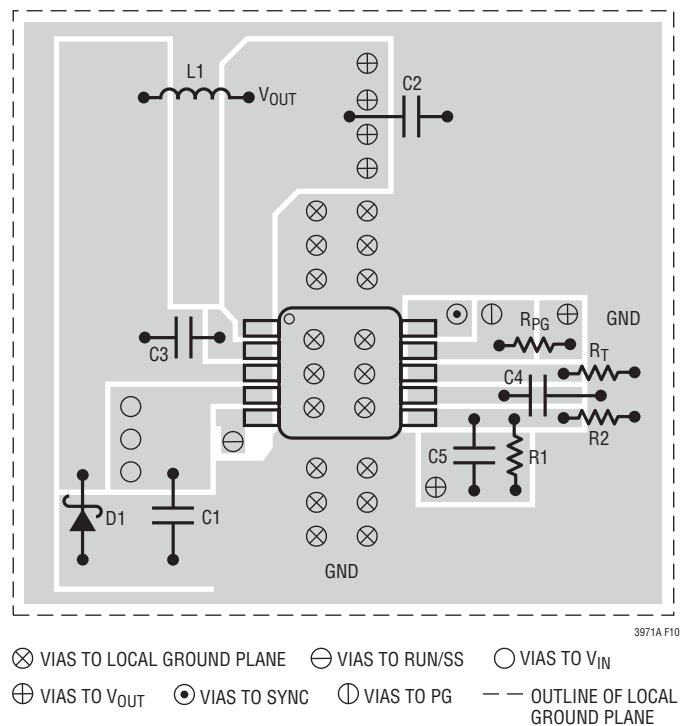 L1
VOUT
C2
C3
RPG
GND
RT
C4
R2
C5
R1
D1
C1
GND
3971A F10
VIAS TO LOCAL GROUND PLANE
VIAS TO RUN/SS
VIAS TO VIN
VIAS TO VOUT
VIAS TO SYNC
VIAS TO PG
OUTLINE OF LOCAL
GROUND PLANE